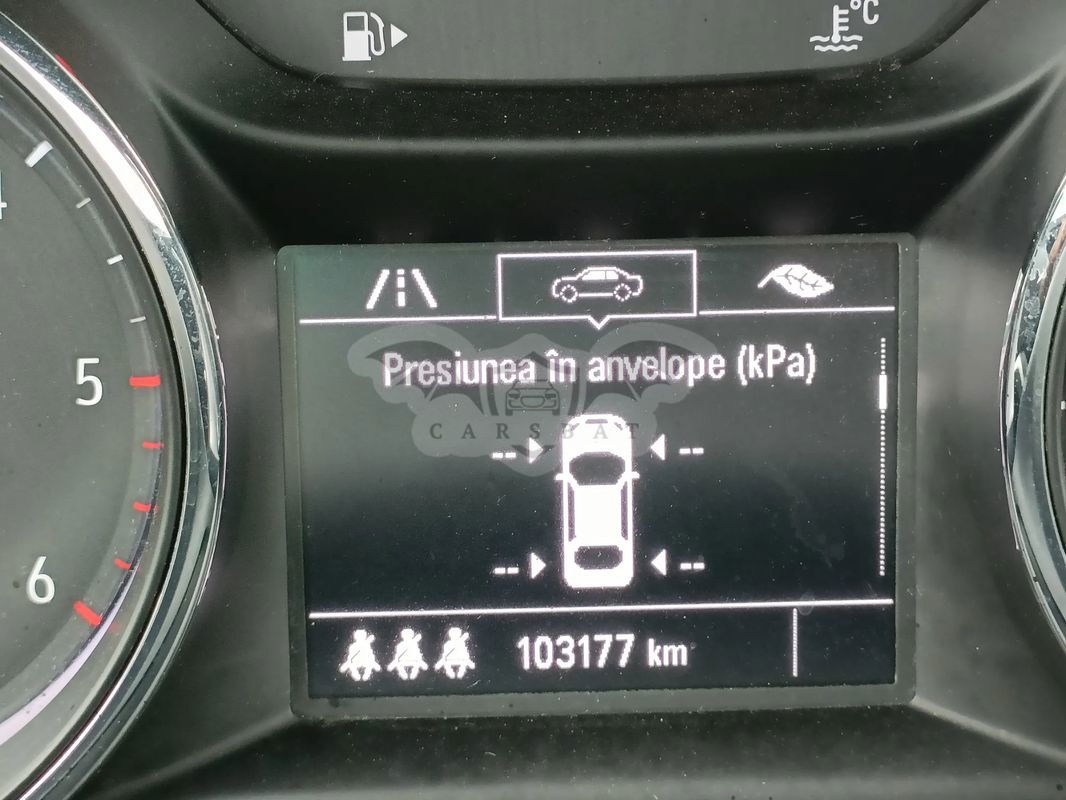 °C
4
5
6
Presiunea în anvelope (kPa)
CARSBAT
-- --
-- --
103177 km